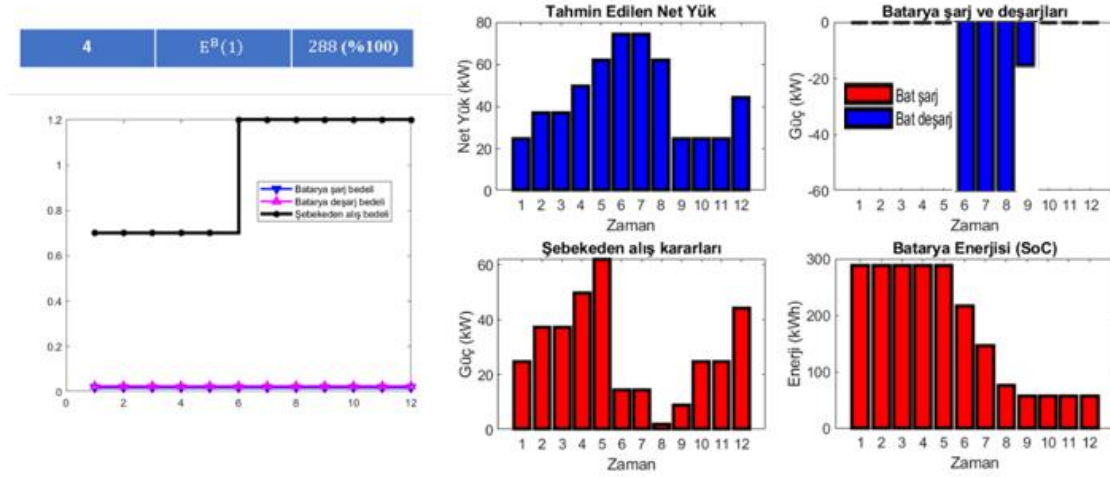 4 E^B(1) 288 (%100)
1.2
1
0.8
0.6
0.4
0.2
0
0 2 4 6 8 10 12
Batarya şarj bedeli
Batarya deşarj bedeli
Şebekeden alış bedeli
Tahmin Edilen Net Yük
Net Yük (kW)
80
60
40
20
0
1 2 3 4 5 6 7 8 9 10 11 12
Zaman
Batarya şarj ve deşarjları
Güç (kW)
0
-20
-40
-60
Bat şarj
Bat deşarj
1 2 3 4 5 6 7 8 9 10 11 12
Zaman
Şebekeden alış kararları
Güç (kW)
60
40
20
0
1 2 3 4 5 6 7 8 9 10 11 12
Zaman
Batarya Enerjisi (SoC)
Enerji (kWh)
300
200
100
0
1 2 3 4 5 6 7 8 9 10 11 12
Zaman